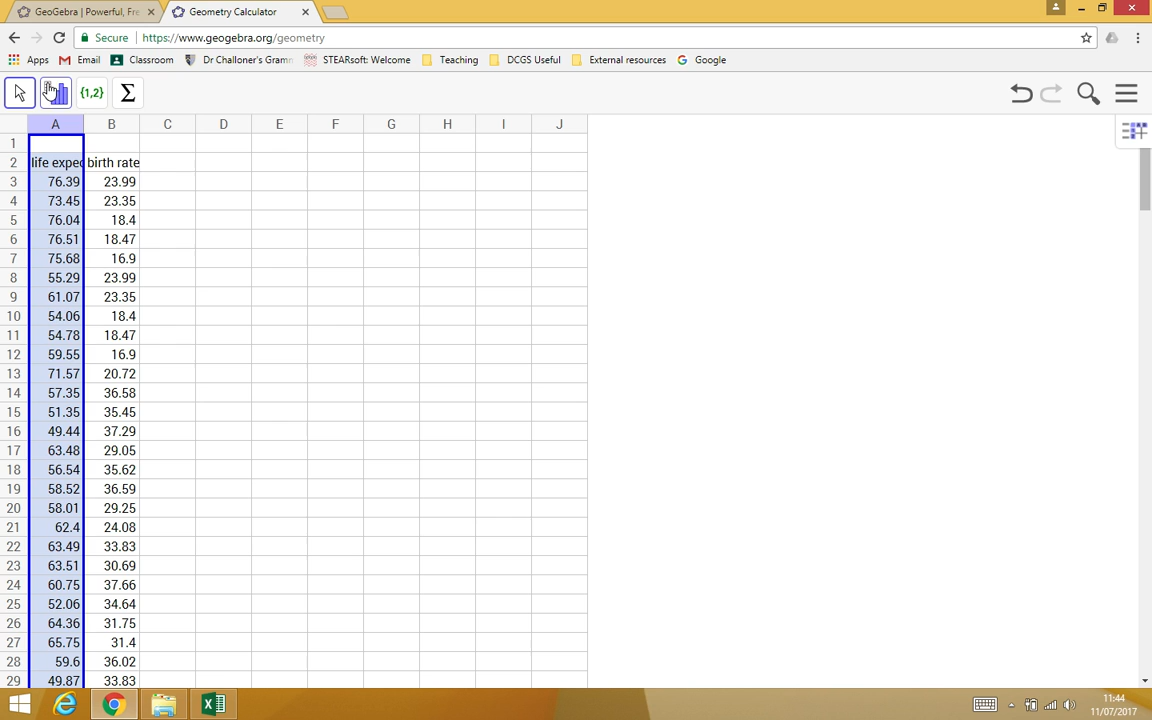 GeoGebra | Powerful, Fre
Geometry Calculator
Secure https://www.geogebra.org/geometry
Apps Email Classroom Dr Challoner's Gramm STEARsoft: Welcome Teaching DCGS Useful External resources Google
{1,2} Σ
A B C D E F G H I J
1
2 life expec birth rate
3 76.39 23.99
4 73.45 23.35
5 76.04 18.4
6 76.51 18.47
7 75.68 16.9
8 55.29 23.99
9 61.07 23.35
10 54.06 18.4
11 54.78 18.47
12 59.55 16.9
13 71.57 20.72
14 57.35 36.58
15 51.35 35.45
16 49.44 37.29
17 63.48 29.05
18 56.54 35.62
19 58.52 36.59
20 58.01 29.25
21 62.4 24.08
22 63.49 33.83
23 63.51 30.69
24 60.75 37.66
25 52.06 34.64
26 64.36 31.75
27 65.75 31.4
28 59.6 36.02
29 49.87 33.83
11:44
11/07/2017